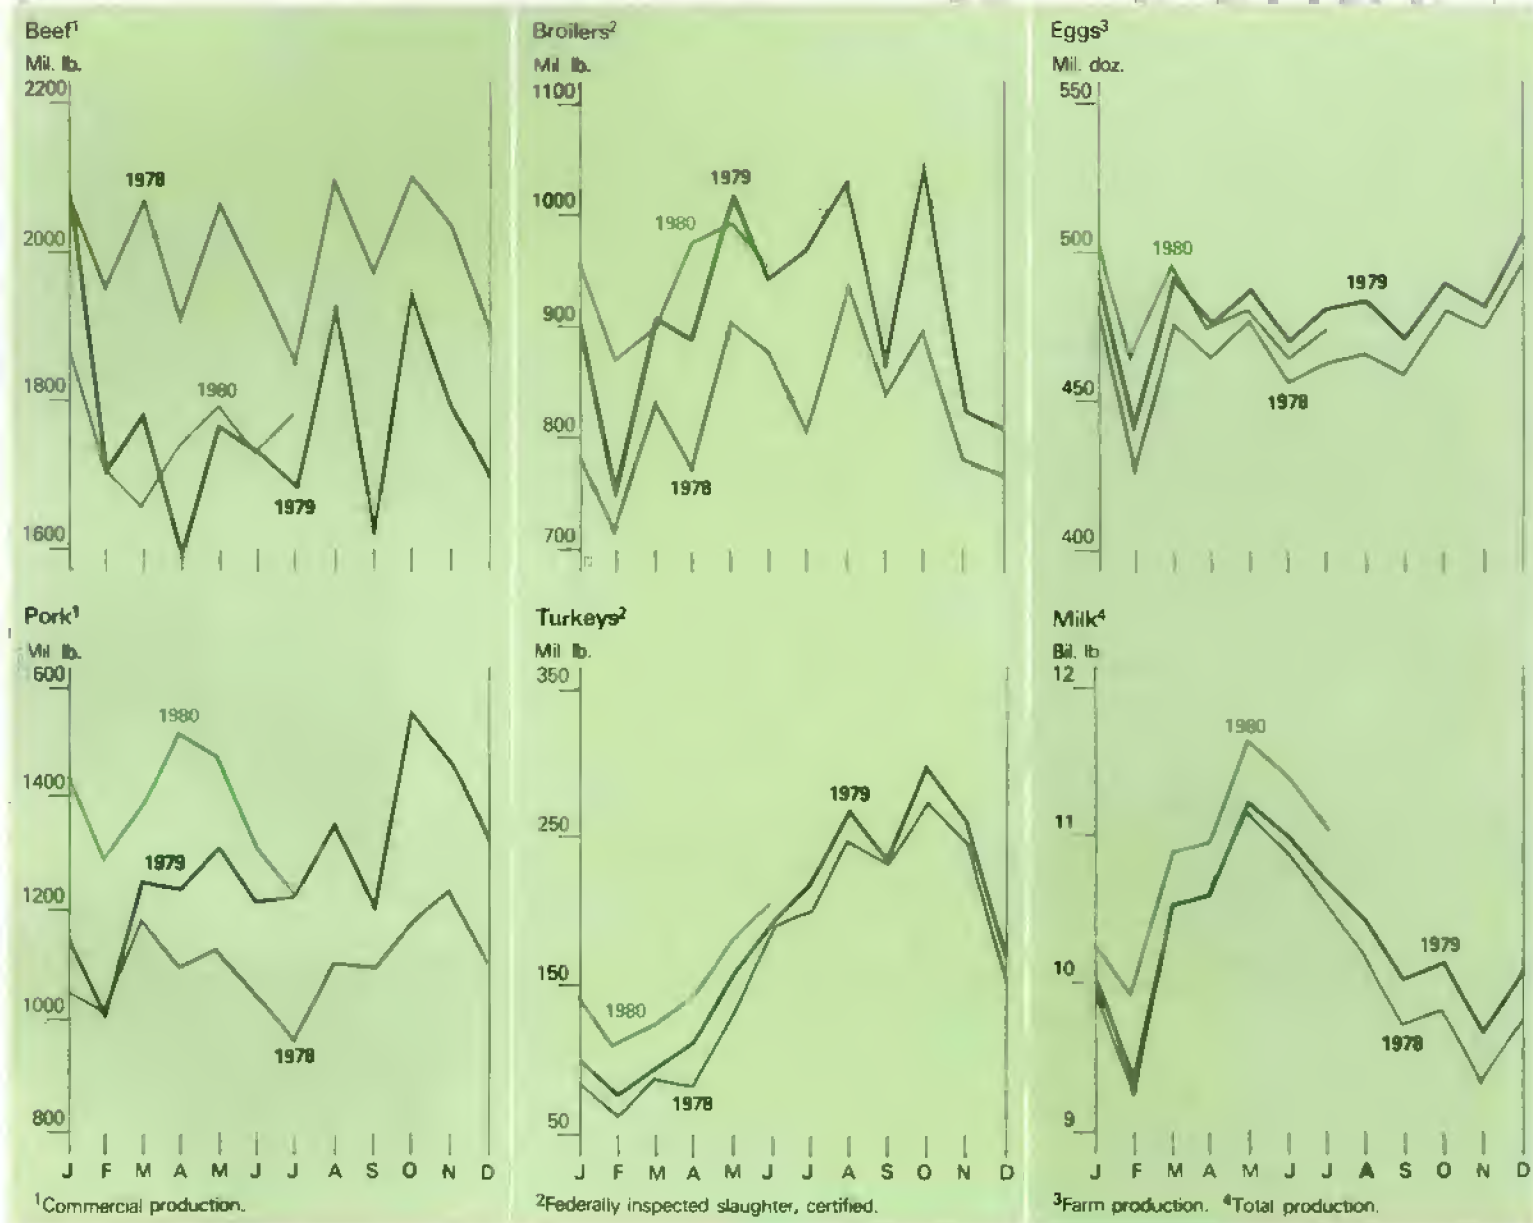 Beef¹
Mil. lb.
2200
2000
1800
1600
1978
1980
1979
Broilers²
Mil lb.
1100
1000
900
800
700
1979
1980
1978
Eggs³
Mil. doz.
550
500
450
400
1980
1979
1978
Pork¹
Mil lb.
600
1400
1200
1000
800
1980
1979
1978
J F M A M J J A S O N D
Turkeys²
Mil lb.
350
250
150
50
1979
1980
1978
J F M A M J J A S O N D
Milk⁴
Bil. lb
12
11
10
9
1980
1979
1978
J F M A M J J A S O N D
¹Commercial production.
²Federally inspected slaughter, certified.
³Farm production. ⁴Total production.